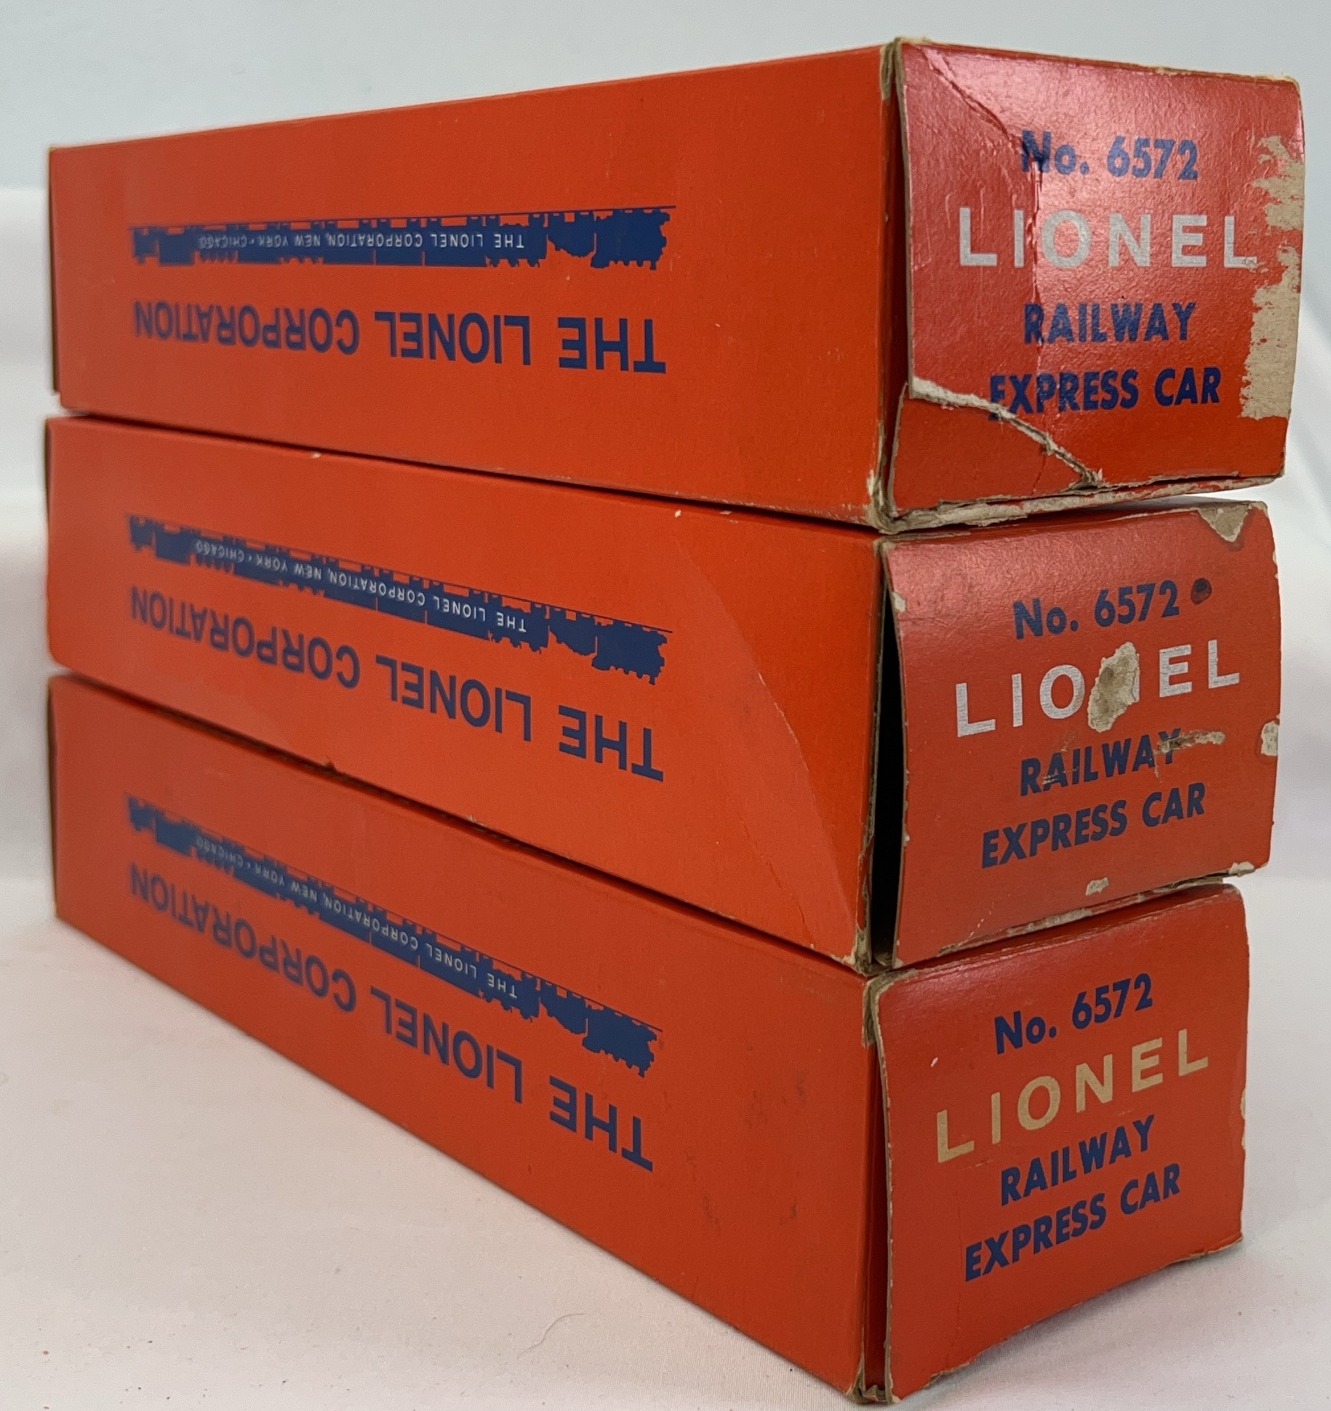 THE LIONEL CORPORATION, NEW YORK • CHICAGO
THE LIONEL CORPORATION
No. 6572
LIONEL
RAILWAY
EXPRESS CAR
THE LIONEL CORPORATION, NEW YORK • CHICAGO
THE LIONEL CORPORATION
No. 6572
LIONEL
RAILWAY
EXPRESS CAR
THE LIONEL CORPORATION, NEW YORK • CHICAGO
THE LIONEL CORPORATION
No. 6572
LIONEL
RAILWAY
EXPRESS CAR